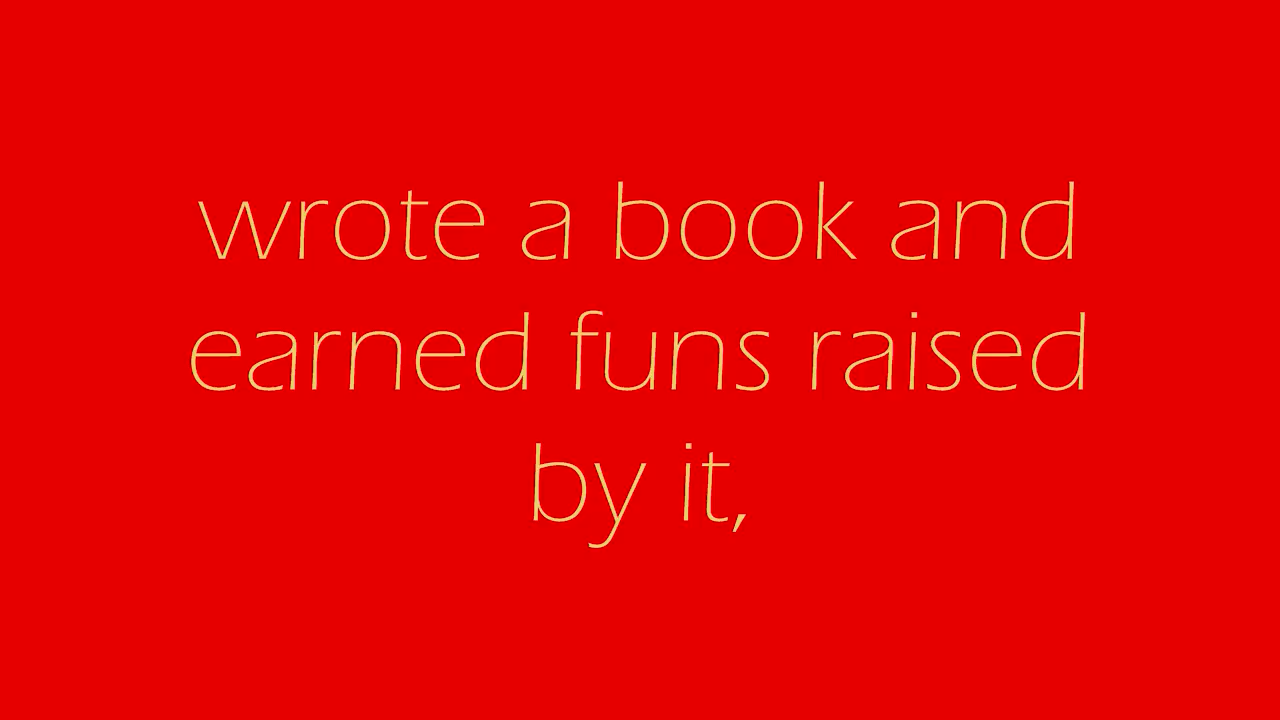 wrote a book and
earned funs raised
by it,